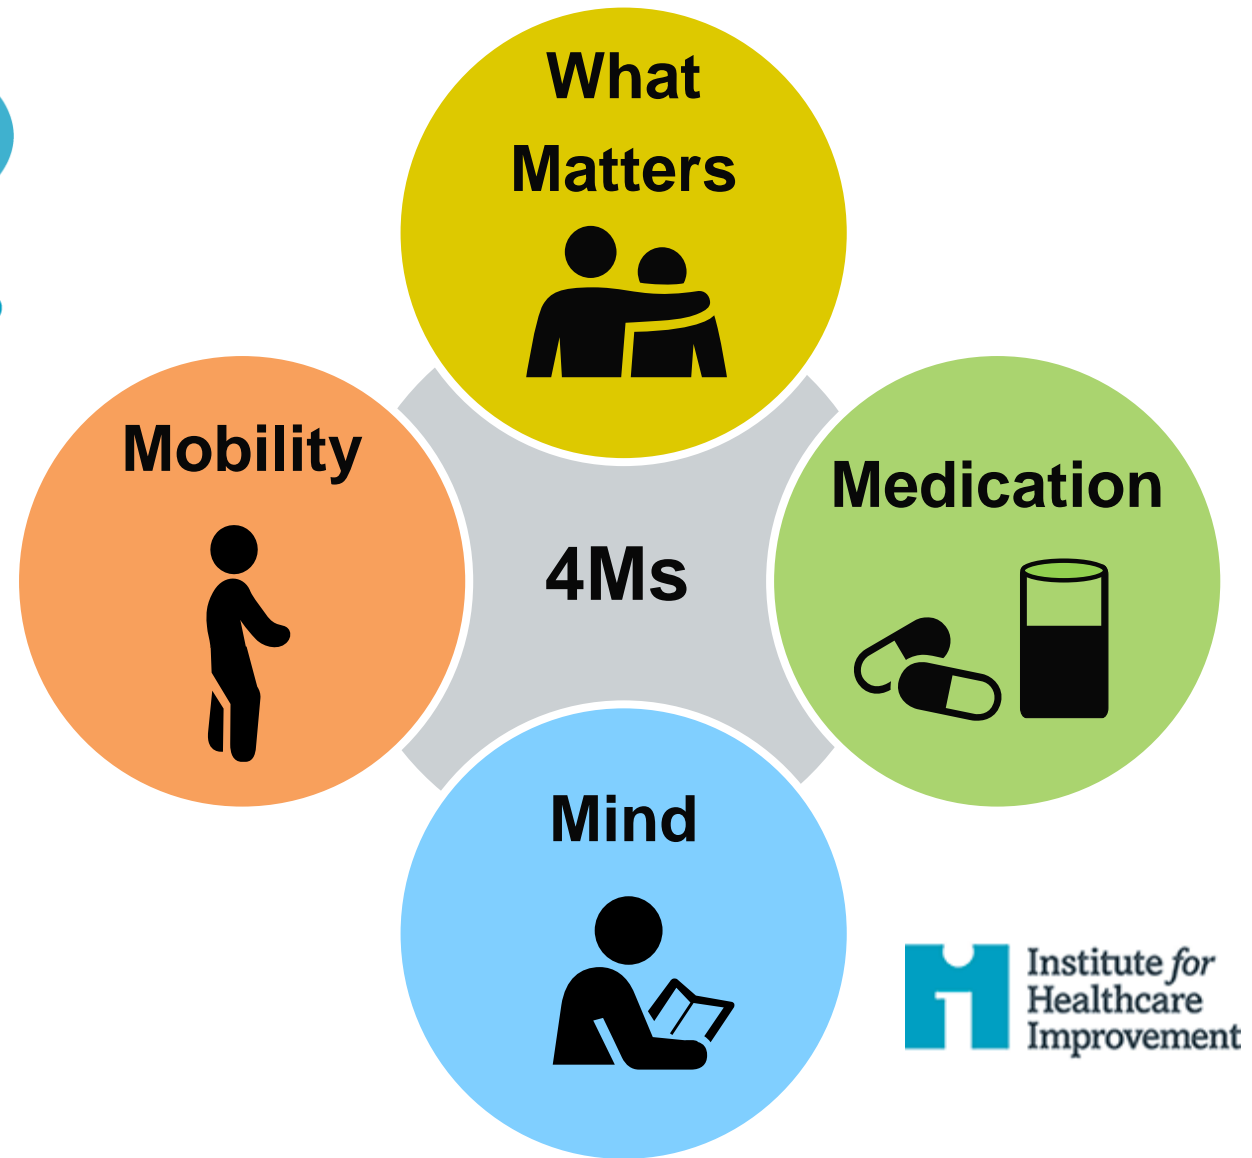 What
Matters
Mobility
Medication
4Ms
Mind
Institute for
Healthcare
Improvement